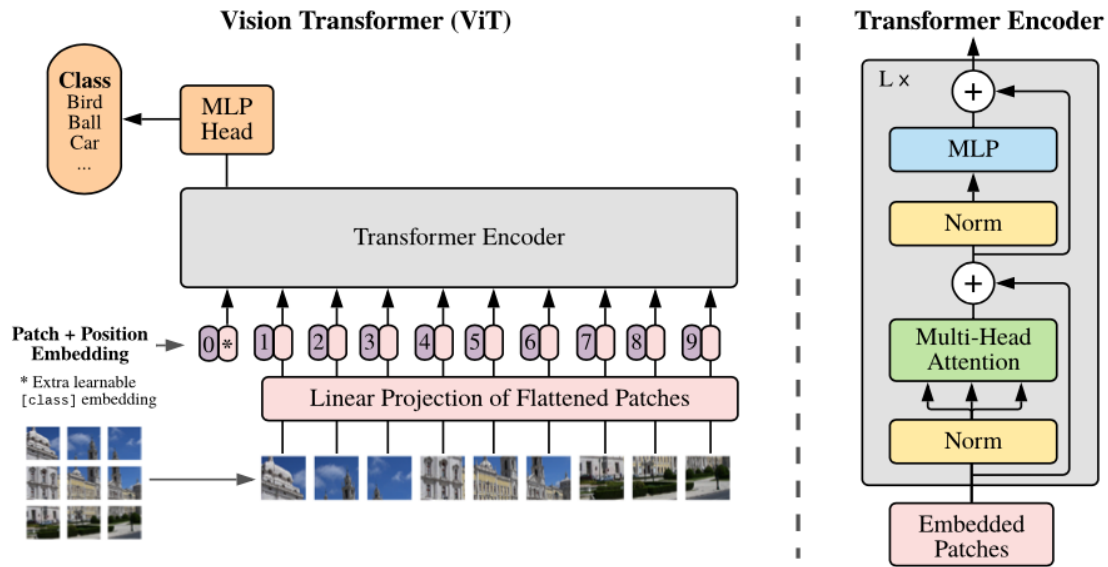 Vision Transformer (ViT)
Class
Bird
Ball
Car
...
MLP
Head
Transformer Encoder
Patch + Position
Embedding
0 * 1 2 3 4 5 6 7 8 9
* Extra learnable
[class] embedding
Linear Projection of Flattened Patches
Transformer Encoder
L ×
+
MLP
Norm
+
Multi-Head
Attention
Norm
Embedded
Patches